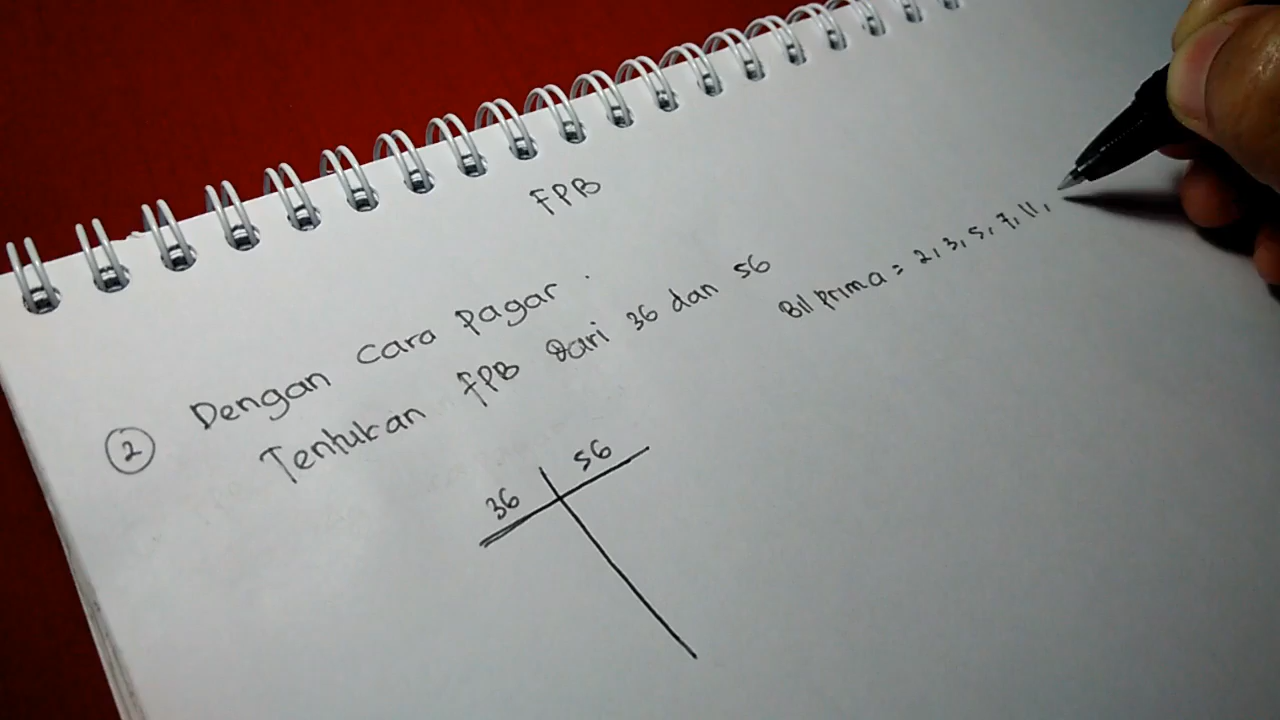 FPB
② Dengan cara pagar.
Tentukan FPB dari 36 dan 56
Bil prima = 2, 3, 5, 7, 11,
36 56